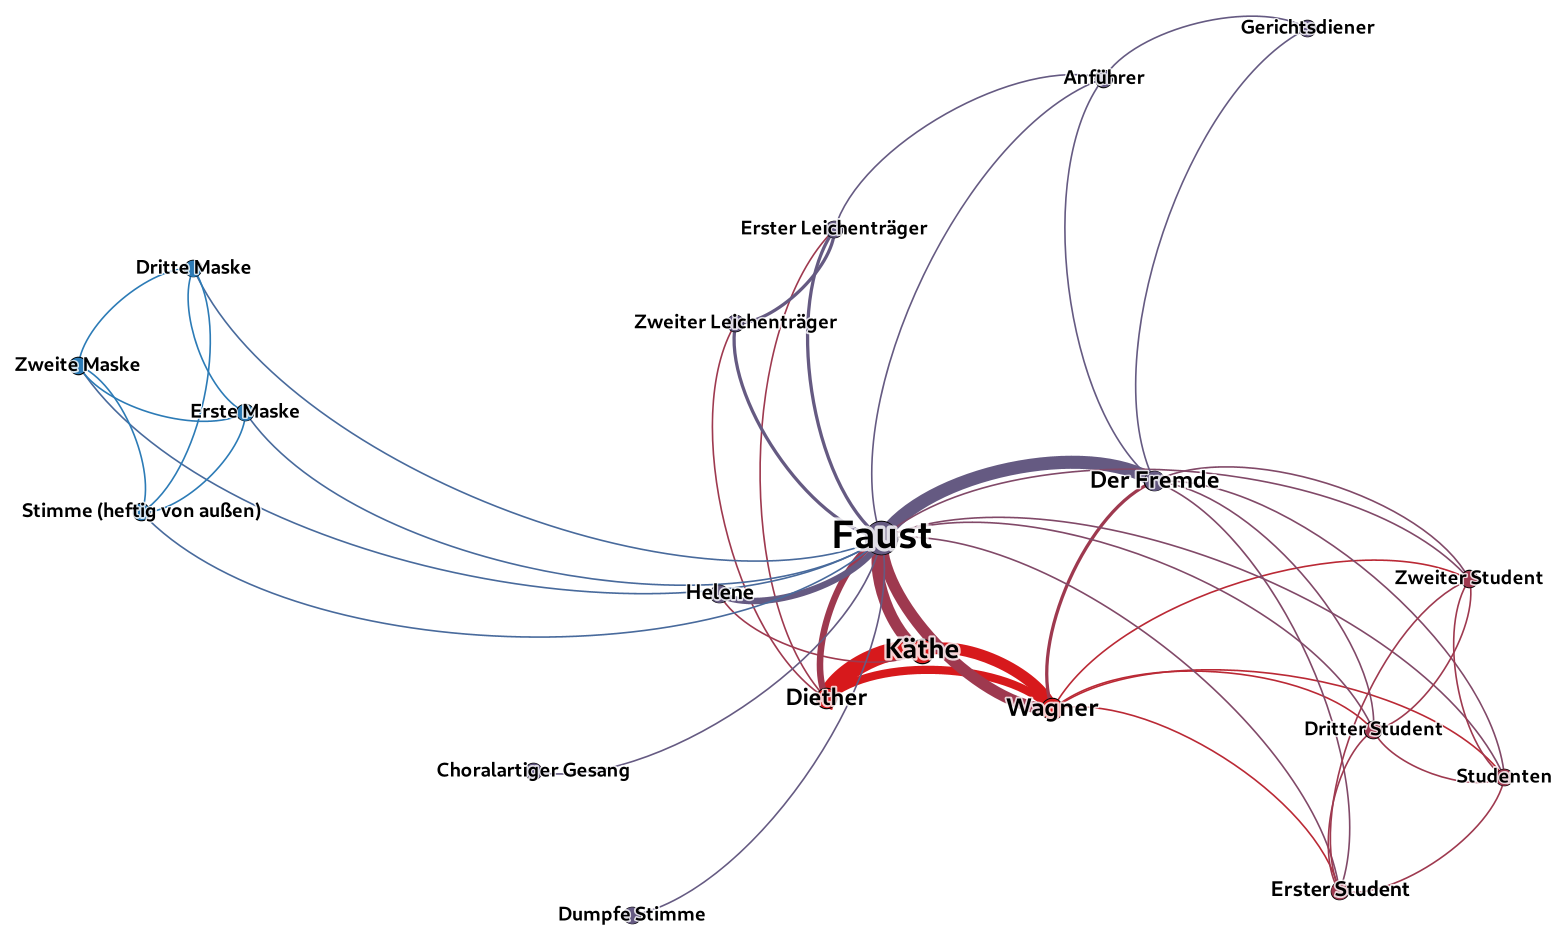 Gerichtsdiener
Anführer
Erster Leichenträger
Dritte Maske
Zweiter Leichenträger
Zweite Maske
Erste Maske
Der Fremde
Stimme (heftig von außen)
Faust
Zweiter Student
Helene
Käthe
Diether
Wagner
Dritter Student
Choralartiger Gesang
Studenten
Erster Student
Dumpfe Stimme